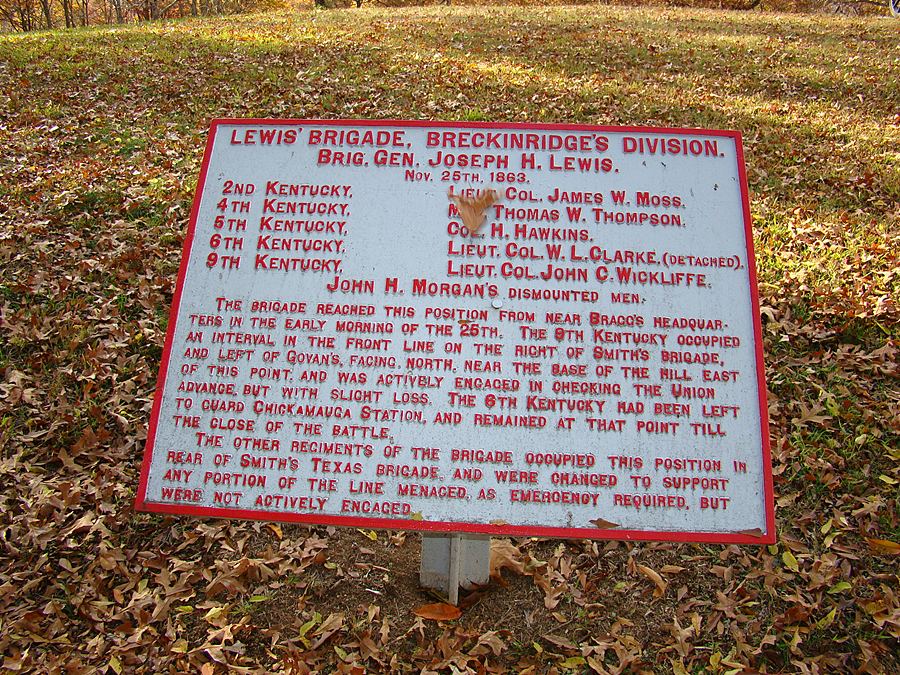 LEWIS' BRIGADE, BRECKINRIDGE'S DIVISION.
BRIG. GEN. JOSEPH H. LEWIS.
NOV. 25TH, 1863.
2ND KENTUCKY, LIEUT. COL. JAMES W. MOSS.
4TH KENTUCKY, THOMAS W. THOMPSON.
5TH KENTUCKY, COL. H. HAWKINS.
6TH KENTUCKY, LIEUT. COL. W. L. CLARKE, (DETACHED).
9TH KENTUCKY, LIEUT. COL. JOHN C. WICKLIFFE.
JOHN H. MORGAN'S DISMOUNTED MEN.
THE BRIGADE REACHED THIS POSITION FROM NEAR BRAGG'S HEADQUAR-
TERS IN THE EARLY MORNING OF THE 25TH. THE 9TH KENTUCKY OCCUPIED
AN INTERVAL IN THE FRONT LINE ON THE RIGHT OF SMITH'S BRIGADE,
AND LEFT OF GOVAN'S, FACING NORTH, NEAR THE BASE OF THE HILL EAST
OF THIS POINT, AND WAS ACTIVELY ENGAGED IN CHECKING THE UNION
ADVANCE, BUT WITH SLIGHT LOSS. THE 6TH KENTUCKY HAD BEEN LEFT
TO GUARD CHICKAMAUGA STATION, AND REMAINED AT THAT POINT TILL
THE CLOSE OF THE BATTLE.
THE OTHER REGIMENTS OF THE BRIGADE OCCUPIED THIS POSITION IN
REAR OF SMITH'S TEXAS BRIGADE, AND WERE CHANGED TO SUPPORT
ANY PORTION OF THE LINE MENACED, AS EMERGENCY REQUIRED, BUT
WERE NOT ACTIVELY ENGAGED.